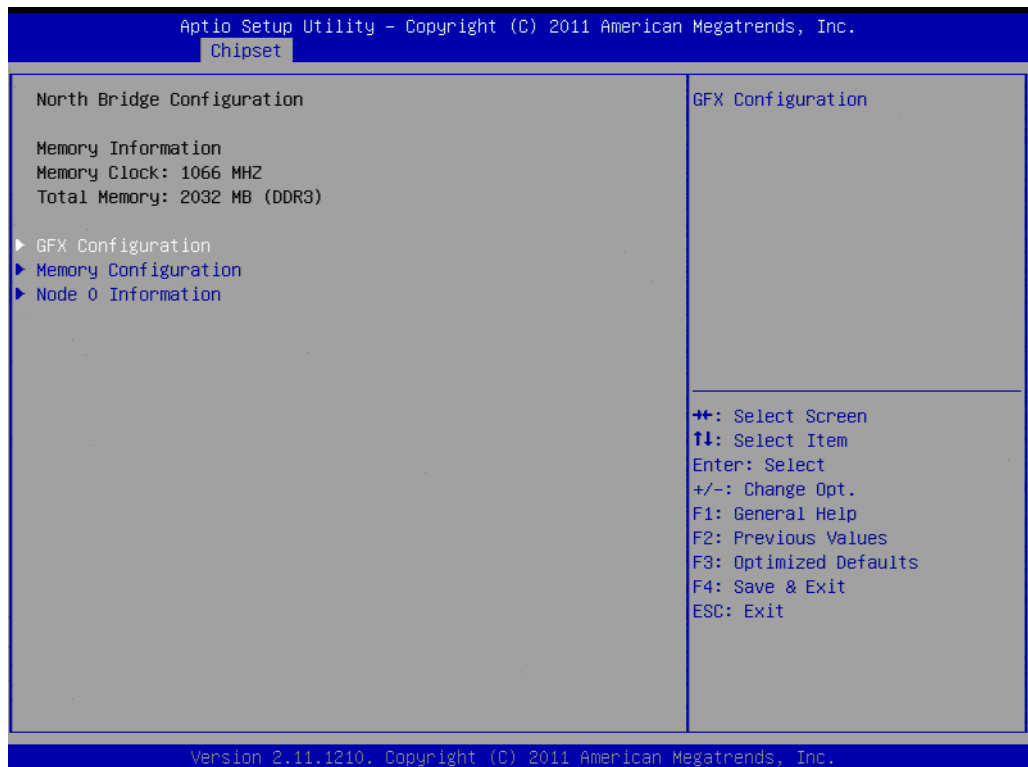 Aptio Setup Utility – Copyright (C) 2011 American Megatrends, Inc.
Chipset
North Bridge Configuration
Memory Information
Memory Clock: 1066 MHZ
Total Memory: 2032 MB (DDR3)
GFX Configuration
Memory Configuration
Node 0 Information
GFX Configuration
→←: Select Screen
↑↓: Select Item
Enter: Select
+/-: Change Opt.
F1: General Help
F2: Previous Values
F3: Optimized Defaults
F4: Save & Exit
ESC: Exit
Version 2.11.1210. Copyright (C) 2011 American Megatrends, Inc.